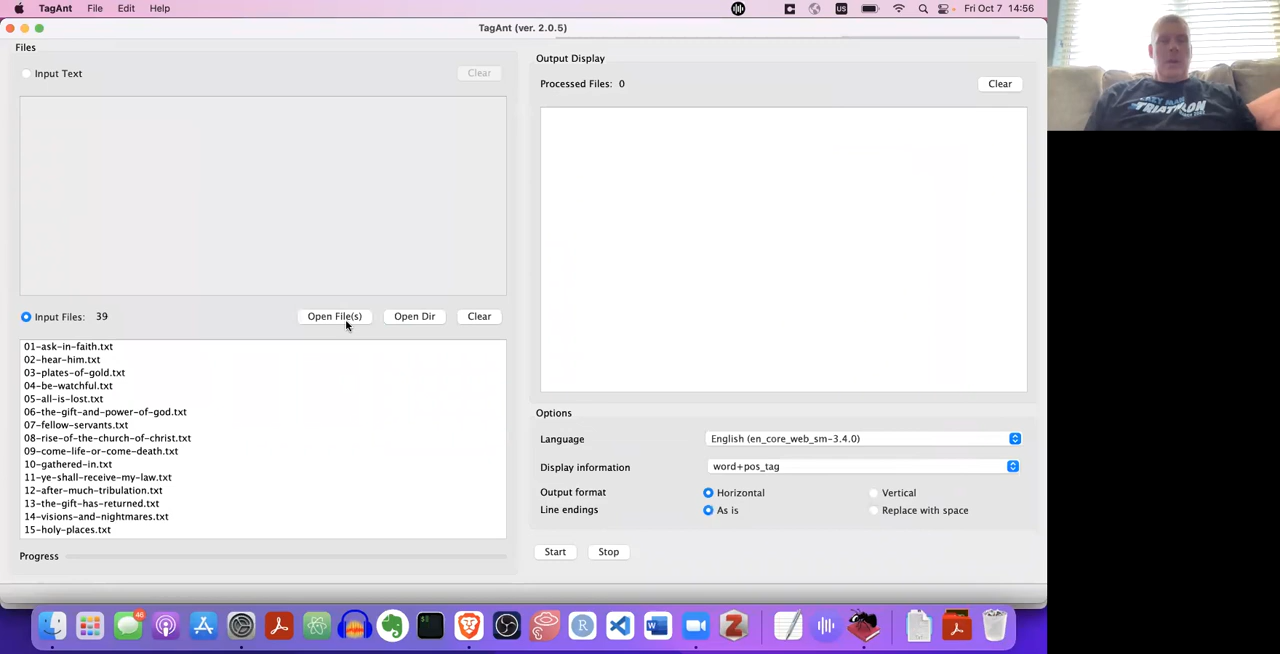 TagAnt File Edit Help
US
Fri Oct 7 14:56
TagAnt (ver. 2.0.5)
Files
Input Text
Clear
Input Files: 39
Open File(s)
Open Dir
Clear
01-ask-in-faith.txt
02-hear-him.txt
03-plates-of-gold.txt
04-be-watchful.txt
05-all-is-lost.txt
06-the-gift-and-power-of-god.txt
07-fellow-servants.txt
08-rise-of-the-church-of-christ.txt
09-come-life-or-come-death.txt
10-gathered-in.txt
11-ye-shall-receive-my-law.txt
12-after-much-tribulation.txt
13-the-gift-has-returned.txt
14-visions-and-nightmares.txt
15-holy-places.txt
Progress
Output Display
Processed Files: 0
Clear
Options
Language
English (en_core_web_sm-3.4.0)
Display information
word+pos_tag
Output format
Horizontal
Vertical
Line endings
As is
Replace with space
Start
Stop
46
R
W
Z
MAN
TRIATHLON